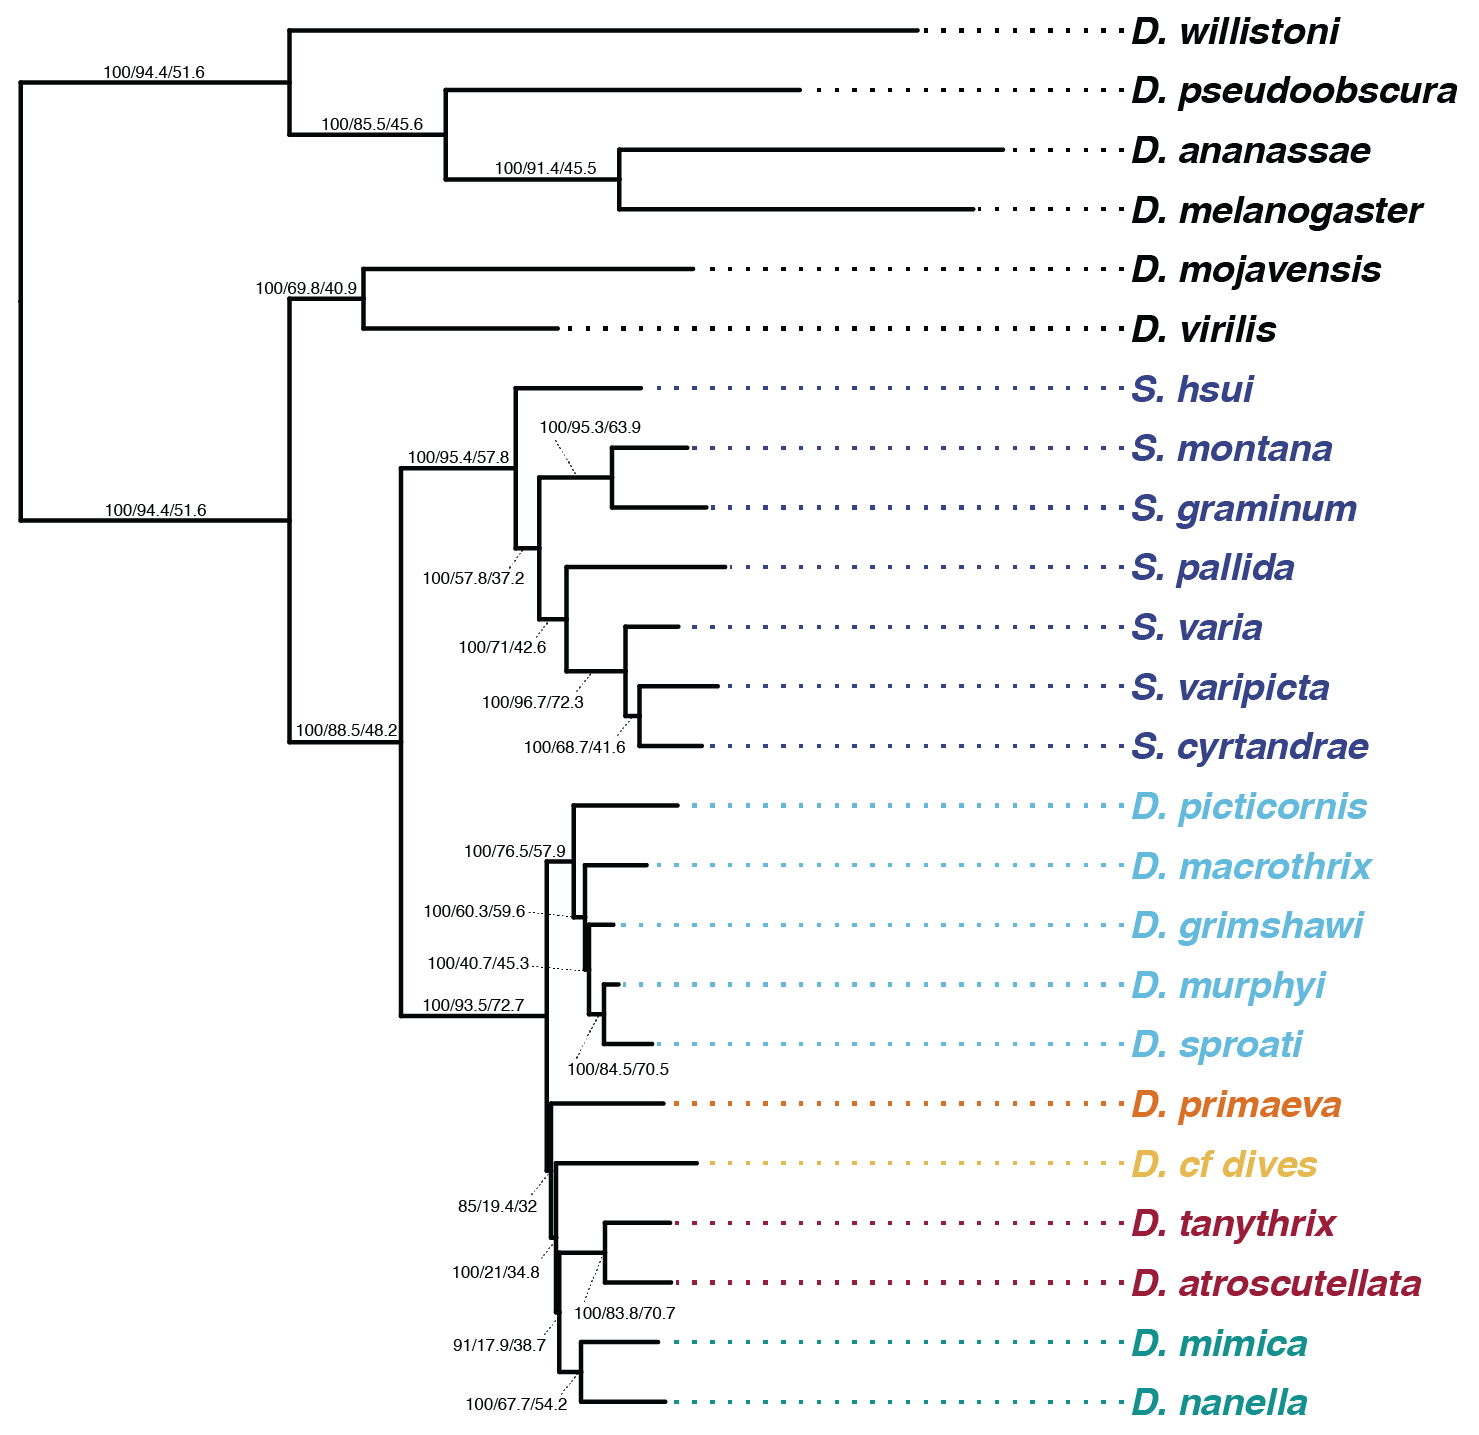 D. willistoni
100/94.4/51.6
D. pseudoobscura
100/85.5/45.6
D. ananassae
100/91.4/45.5
D. melanogaster
D. mojavensis
100/69.8/40.9
D. virilis
S. hsui
100/95.3/63.9
S. montana
100/95.4/57.8
S. graminum
100/94.4/51.6
S. pallida
100/57.8/37.2
S. varia
100/71/42.6
S. varipicta
100/96.7/72.3
100/88.5/48.2
S. cyrtandrae
100/68.7/41.6
D. picticornis
100/76.5/57.9
D. macrothrix
100/60.3/59.6
D. grimshawi
100/40.7/45.3
D. murphyi
100/93.5/72.7
D. sproati
100/84.5/70.5
D. primaeva
D. cf dives
85/19.4/32
D. tanythrix
100/21/34.8
D. atroscutellata
100/83.8/70.7
D. mimica
91/17.9/38.7
D. nanella
100/67.7/54.2